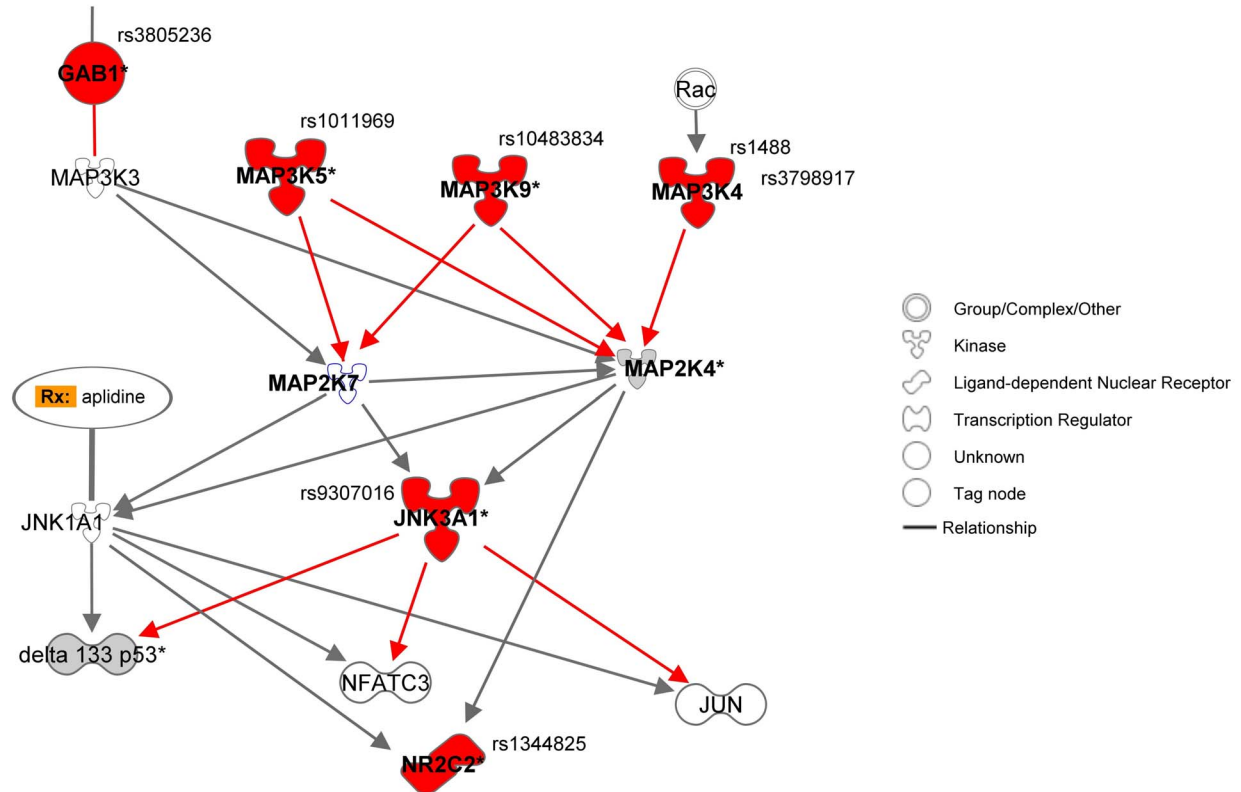 rs3805236
GAB1*
Rac
rs1011969
rs10483834
rs1488
MAP3K3
MAP3K5*
MAP3K9*
MAP3K4
rs3798917
Group/Complex/Other
Kinase
MAP2K7
MAP2K4*
Ligand-dependent Nuclear Receptor
Rx: aplidine
Transcription Regulator
Unknown
rs9307016
Tag node
JNK1A1
JNK3A1*
Relationship
delta 133 p53*
NFATC3
JUN
rs1344825
NR2C2*